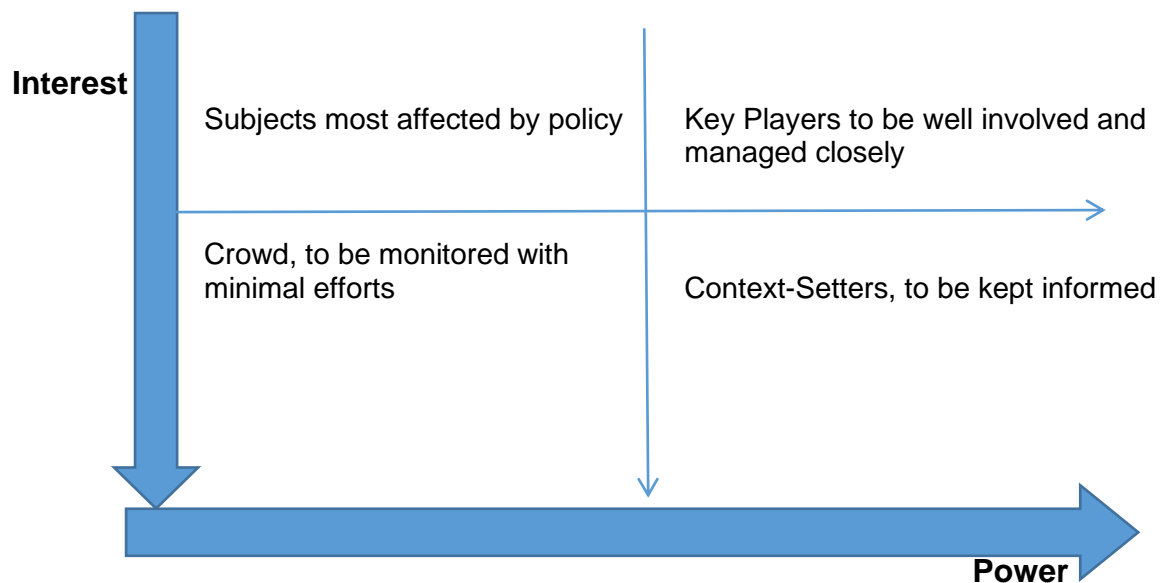 Interest
Subjects most affected by policy
Key Players to be well involved and
managed closely
Crowd, to be monitored with
minimal efforts
Context-Setters, to be kept informed
Power